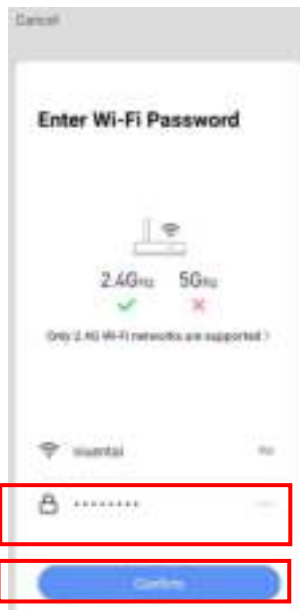 Cancel
Enter Wi-Fi Password
2.4GHz 5GHz
Only 2.4G Wi-Fi networks are supported >
••••••••
Confirm